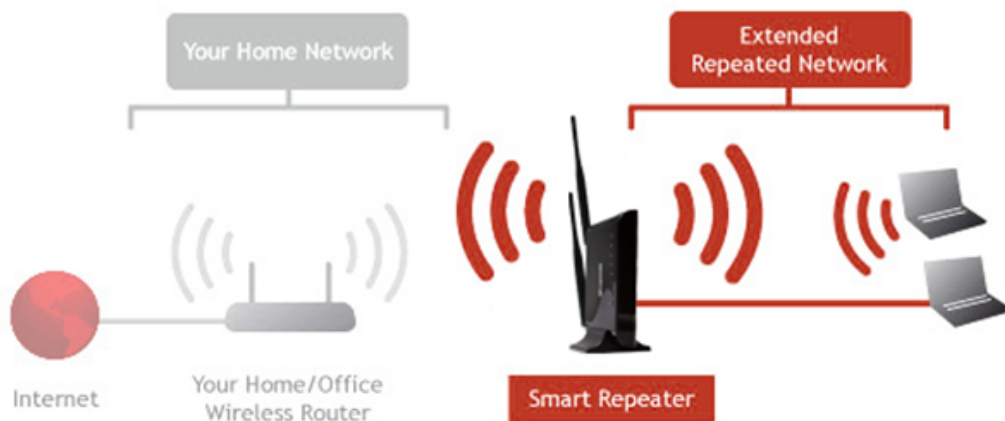 Your Home Network
Extended
Repeated Network
Internet
Your Home/Office
Wireless Router
Smart Repeater